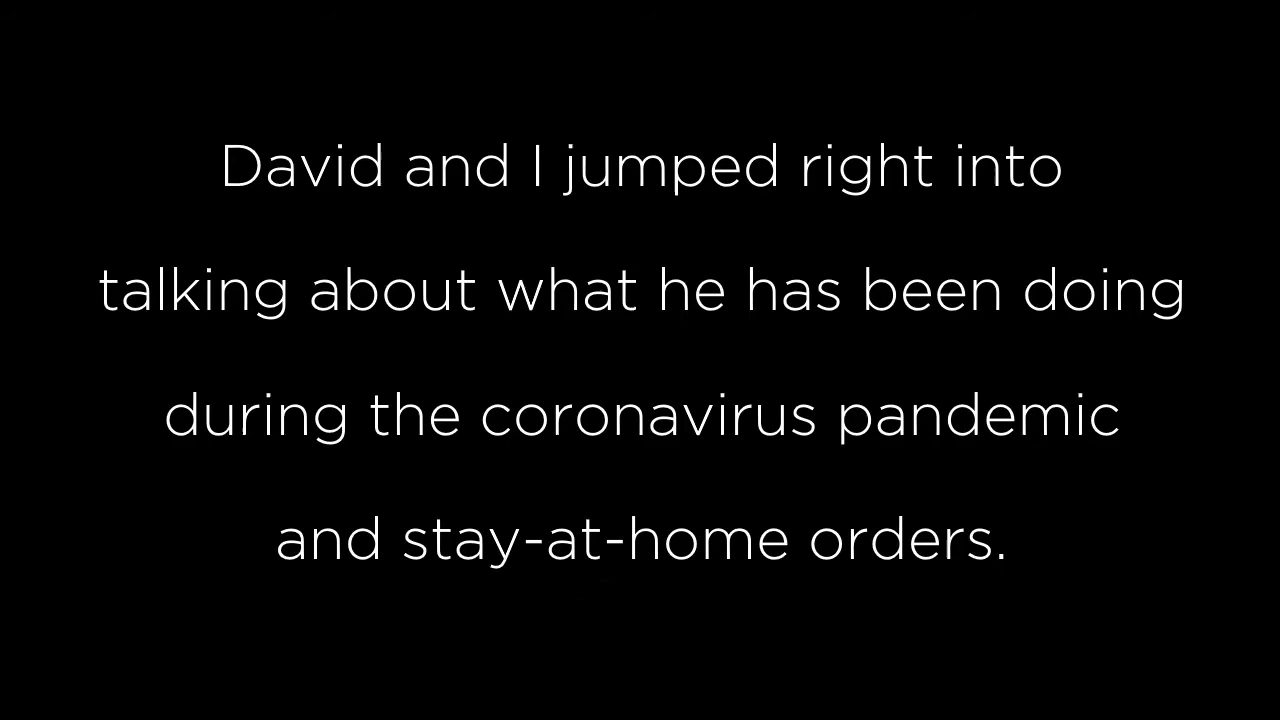 David and I jumped right into
talking about what he has been doing
during the coronavirus pandemic
and stay-at-home orders.